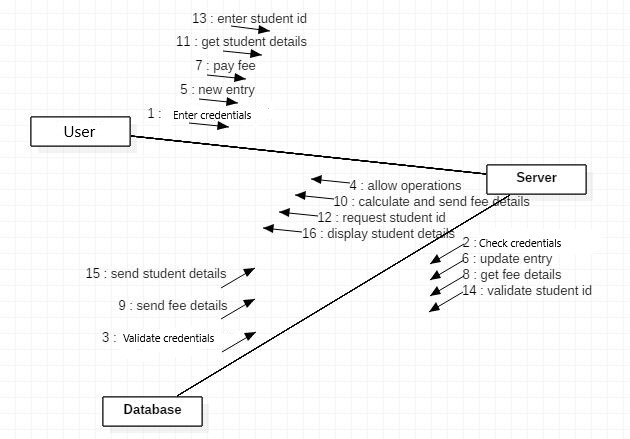 13 : enter student id
11 : get student details
7 : pay fee
5 : new entry
1 : Enter credentials
User
Server
4 : allow operations
10 : calculate and send fee details
12 : request student id
16 : display student details
2 : Check credentials
6 : update entry
8 : get fee details
14 : validate student id
15 : send student details
9 : send fee details
3 : Validate credentials
Database